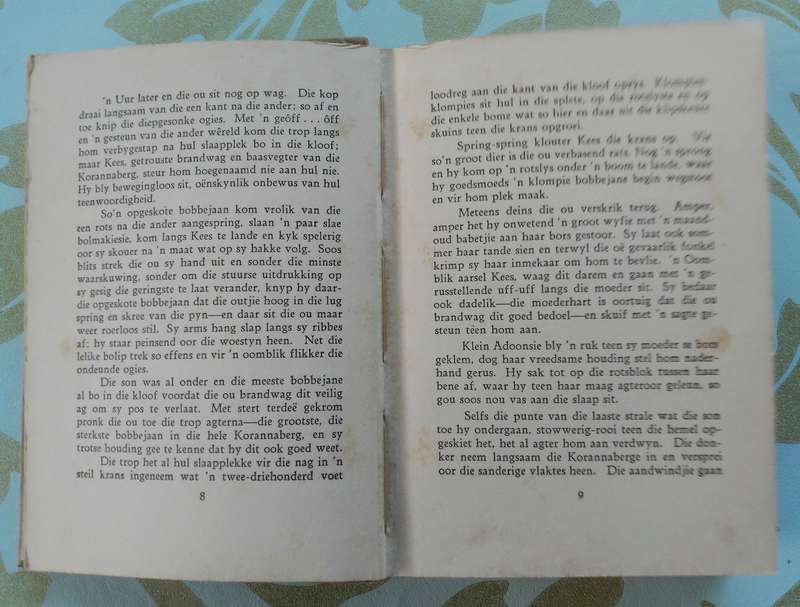 'n Uur later en die ou sit nog op wag. Die kop
draai langsaam van die een kant na die ander; so af en
toe knip die diepgesonke ogies. Met 'n geôff . . . ôff
en 'n gesteun van die ander wêreld kom die trop langs
hom verbygestap na hul slaapplek bo in die kloof;
maar Kees, getrouste brandwag en baasvegter van die
Korannaberg, steur hom hoegenaamd nie aan hul nie.
Hy bly bewegingloos sit, oënskynlik onbewus van hul
teenwoordigheid.
So'n opgeskote bobbejaan kom vrolik van die
een rots na die ander aangespring, slaan 'n paar slae
bolmakiesie, kom langs Kees te lande en kyk spelerig
oor sy skouer na 'n maat wat op sy hakke volg. Soos
blits strek die ou sy hand uit en sonder die minste
waarskuwing, sonder om die stuurse uitdrukking op
sy gesig die geringste te laat verander, knyp hy daar-
die opgeskote bobbejaan dat die outjie hoog in die lug
spring en skree van die pyn—en daar sit die ou maar
weer roerloos stil. Sy arms hang slap langs sy ribbes
af; hy staar peinsend oor die woestyn heen. Net die
lelike bolip trek so effens en vir 'n oomblik flikker die
ondeunde ogies.
Die son was al onder en die meeste bobbejane
al bo in die kloof voordat die ou brandwag dit veilig
ag om sy pos te verlaat. Met stert terdeë gekrom
pronk die ou toe die trop agterna—die grootste, die
sterkste bobbejaan in die hele Korannaberg, en sy
trotse houding gee te kenne dat hy dit ook goed weet.
Die trop het al hul slaapplekke vir die nag in 'n
steil krans ingeneem wat 'n twee-driehonderd voet
8
loodreg aan die kant van die kloof oprys. Klompies-
klompies sit hul in die splete, op die rotslyste en op
die enkele bome wat so hier en daar uit die klipskeure
skuins teen die krans opgroei.
Spring-spring klouter Kees die krans op. Vir
so'n groot dier is die ou verbasend rats. Nog 'n sprong
en hy kom op 'n rotslys onder 'n boom te lande, waar
hy goedsmoeds 'n klompie bobbejane begin wegstoot
en vir hom plek maak.
Meteens deins die ou verskrik terug. Amper,
amper het hy onwetend 'n groot wyfie met 'n maand-
oud babetjie aan haar bors gestoor. Sy laat ook som-
mer haar tande sien en terwyl die oë gevaarlik fonkel
krimp sy haar inmekaar om hom te bevlie. 'n Oom-
blik aarsel Kees, waag dit darem en gaan met 'n ge-
russtellende uff-uff langs die moeder sit. Sy bedaar
ook dadelik—die moederhart is oortuig dat die ou
brandwag dit goed bedoel—en skuif met 'n sagte ge-
steun tëen hom aan.
Klein Adoonsie bly 'n ruk teen sy moeder se bors
geklem, dog haar vreedsame houding stel hom nader-
hand gerus. Hy sak tot op die rotsblok tussen haar
bene af, waar hy teen haar maag agteroor geleun, so
gou soos nou vas aan die slaap sit.
Selfs die punte van die laaste strale wat die son
toe hy ondergaan, stowwerig-rooi teen die hemel op-
geskiet het, het al agter hom aan verdwyn. Die don-
ker neem langsaam die Korannaberge in en versprei
oor die sanderige vlaktes heen. Die aandwindjie gaan
9